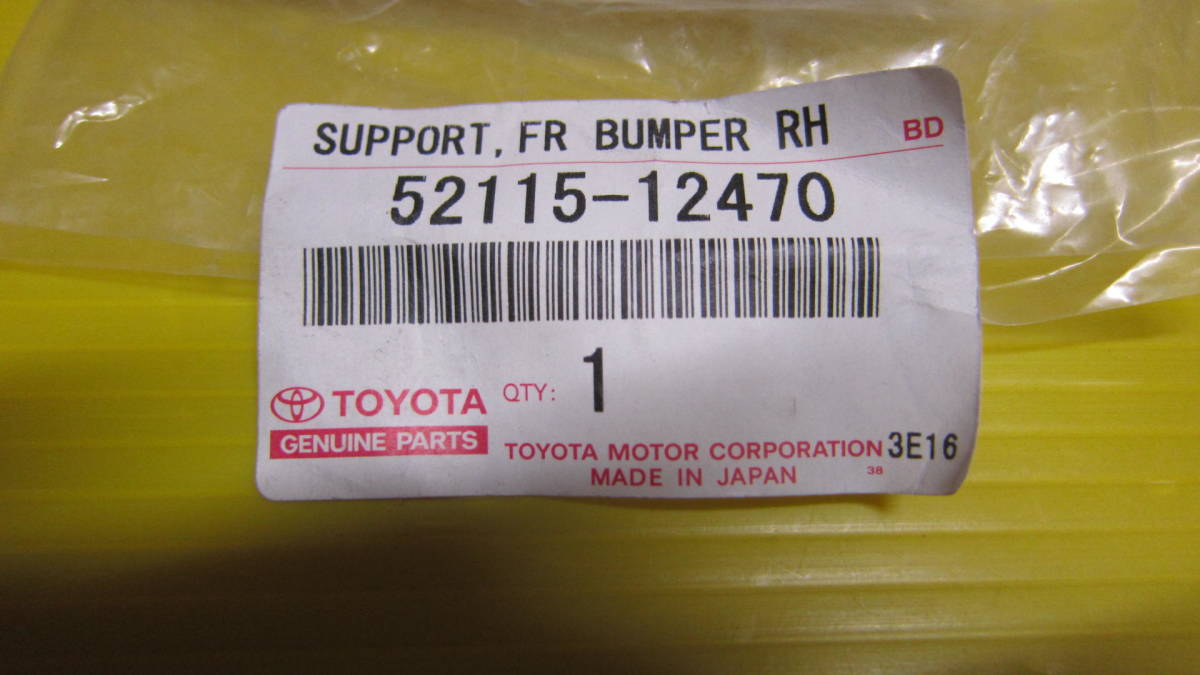 SUPPORT, FR BUMPER RH BD
52115-12470
QTY: 1
TOYOTA
GENUINE PARTS
TOYOTA MOTOR CORPORATION 3E16
MADE IN JAPAN 38